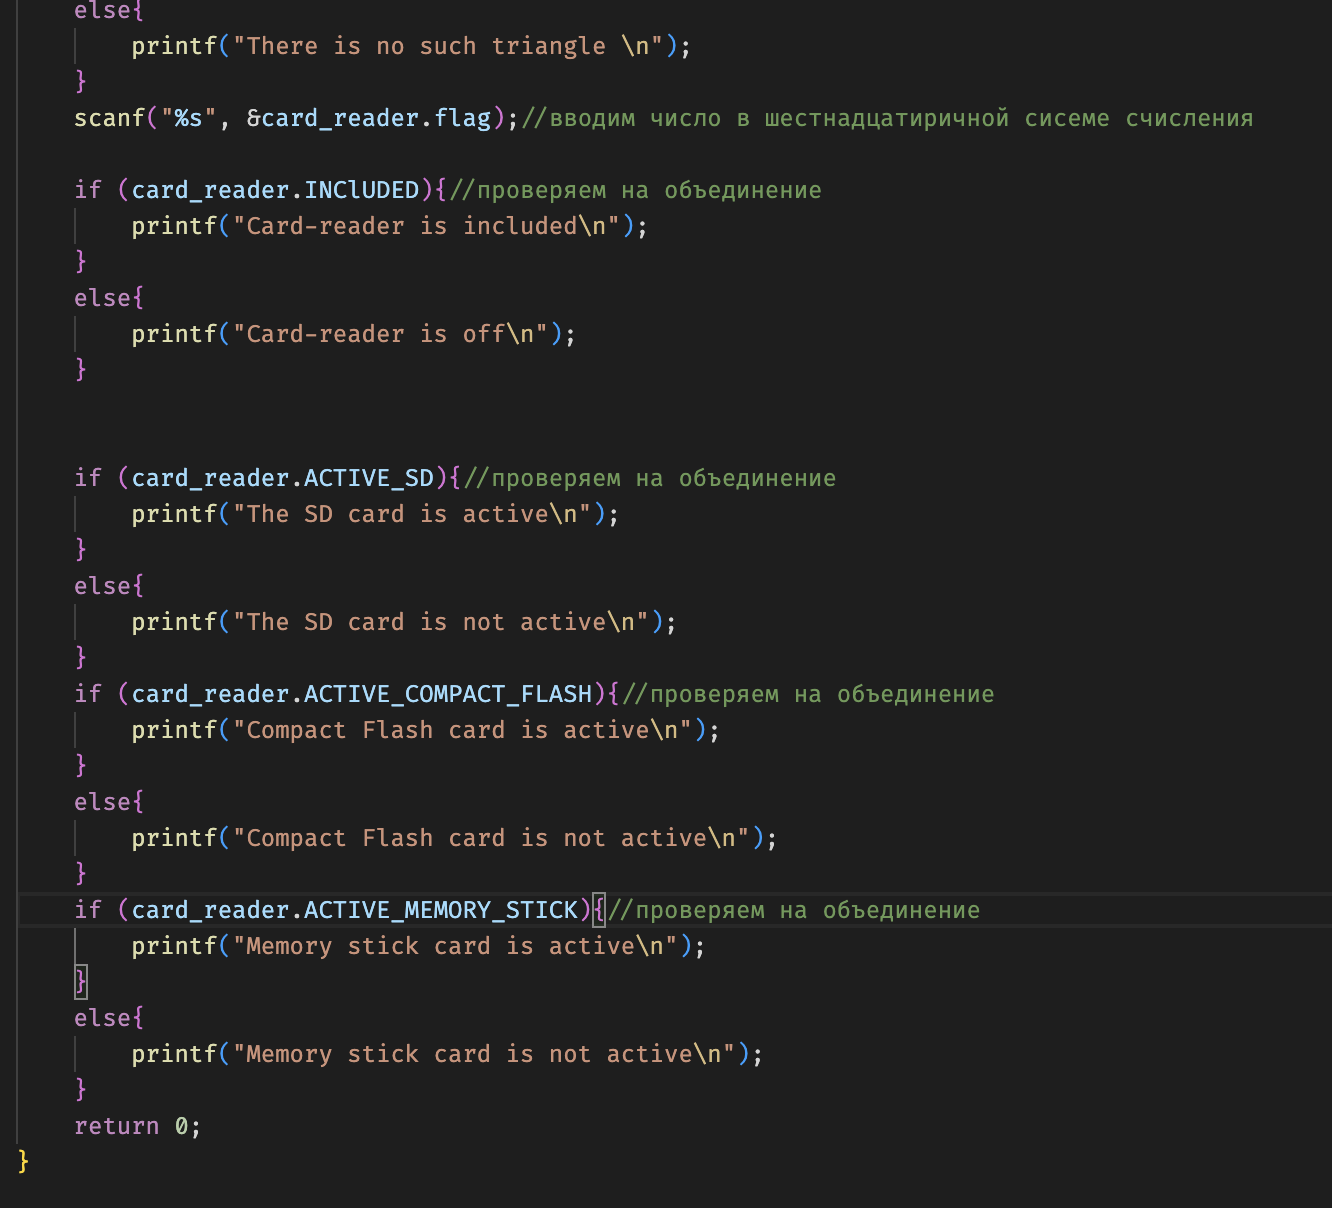 else{
printf("There is no such triangle \n");
}
scanf("%s", &card_reader.flag);//вводим число в шестнадцатиричной сисеме счисления
if (card_reader.INClUDED){//проверяем на объединение
printf("Card-reader is included\n");
}
else{
printf("Card-reader is off\n");
}
if (card_reader.ACTIVE_SD){//проверяем на объединение
printf("The SD card is active\n");
}
else{
printf("The SD card is not active\n");
}
if (card_reader.ACTIVE_COMPACT_FLASH){//проверяем на объединение
printf("Compact Flash card is active\n");
}
else{
printf("Compact Flash card is not active\n");
}
if (card_reader.ACTIVE_MEMORY_STICK){//проверяем на объединение
printf("Memory stick card is active\n");
}
else{
printf("Memory stick card is not active\n");
}
return 0;
}